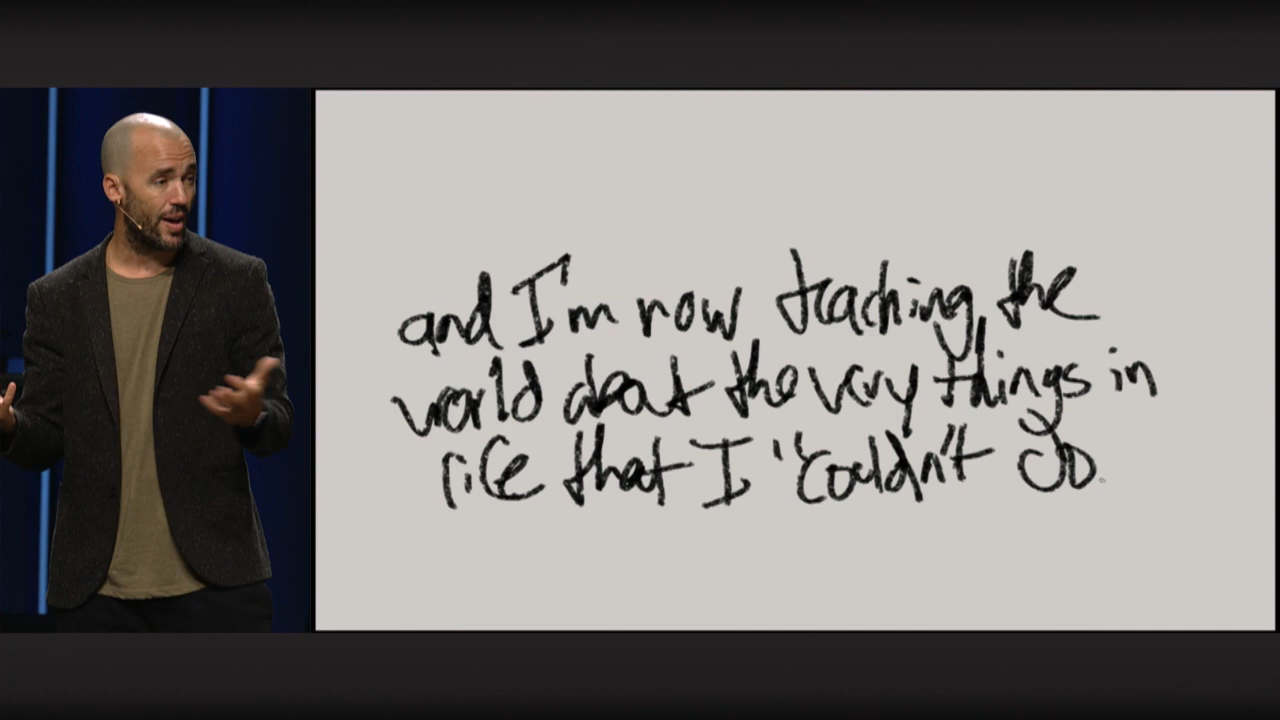 and I'm now teaching the
world about the very things in
life that I "couldn't do.